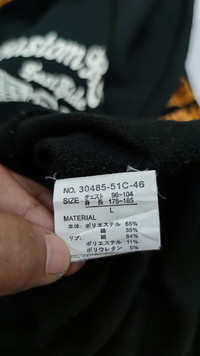 Custom
NO. 30485-51C-46
SIZE チェスト 96-104
身 長 175-185
L
MATERIAL
本体: ポリエステル 65%
綿 35%
リブ: 綿 84%
ポリエステル 11%
ポリウレタン 5%